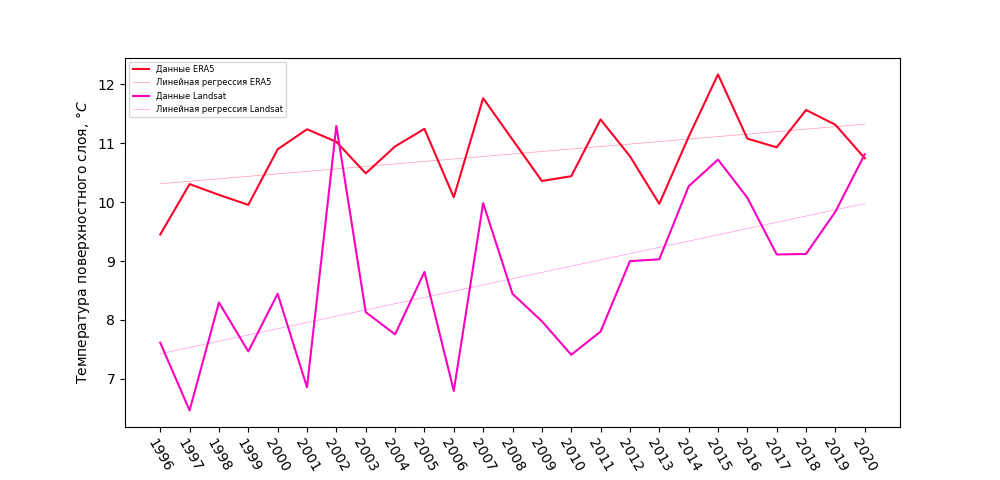 Данные ERA5
Линейная регрессия ERA5
Данные Landsat
Линейная регрессия Landsat
Температура поверхностного слоя, °C
12
11
10
9
8
7
1996 1997 1998 1999 2000 2001 2002 2003 2004 2005 2006 2007 2008 2009 2010 2011 2012 2013 2014 2015 2016 2017 2018 2019 2020